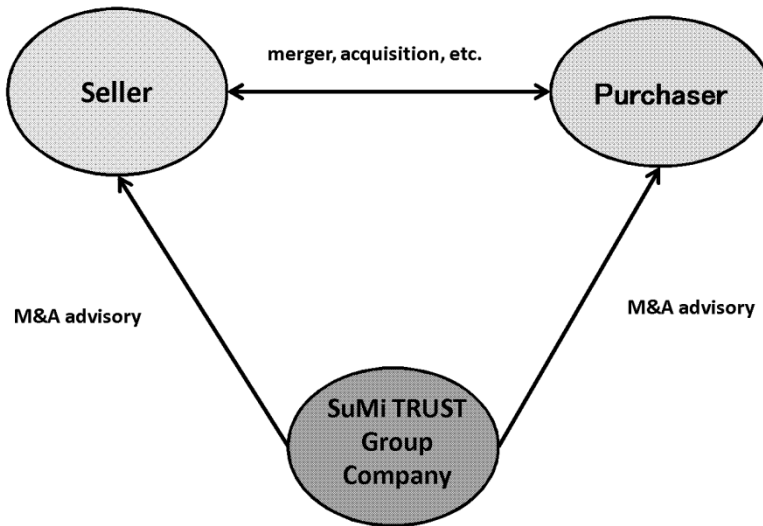 merger, acquisition, etc.
Seller
Purchaser
M&A advisory
M&A advisory
SuMi TRUST
Group
Company